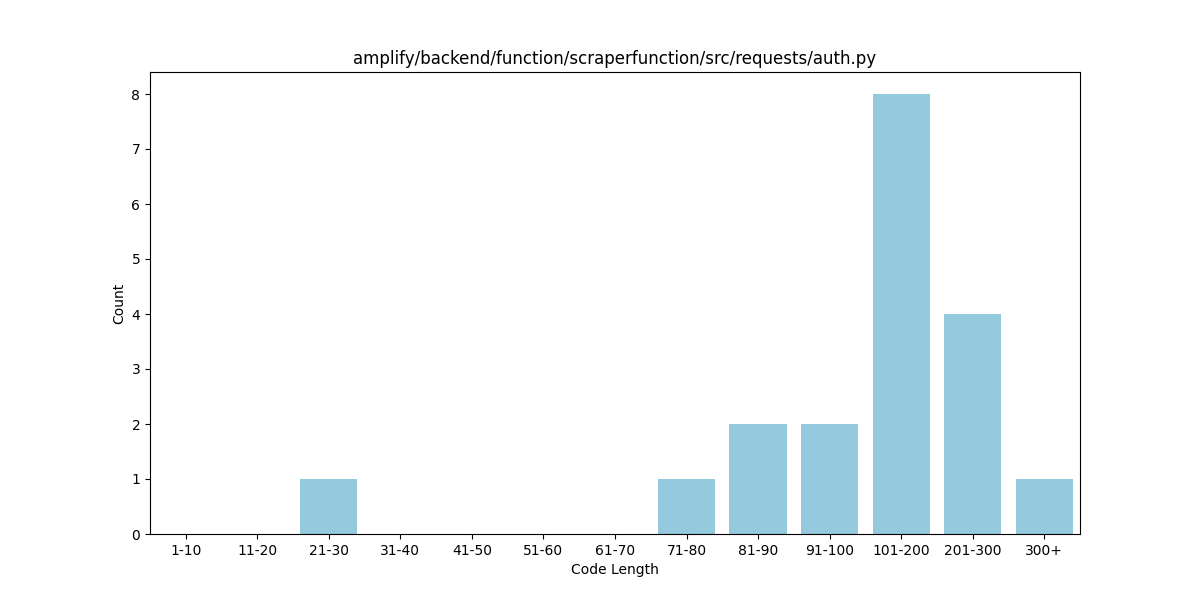 amplify/backend/function/scraperfunction/src/requests/auth.py
8
7
6
5
4
3
2
1
0
Count
1-10 11-20 21-30 31-40 41-50 51-60 61-70 71-80 81-90 91-100 101-200 201-300 300+
Code Length